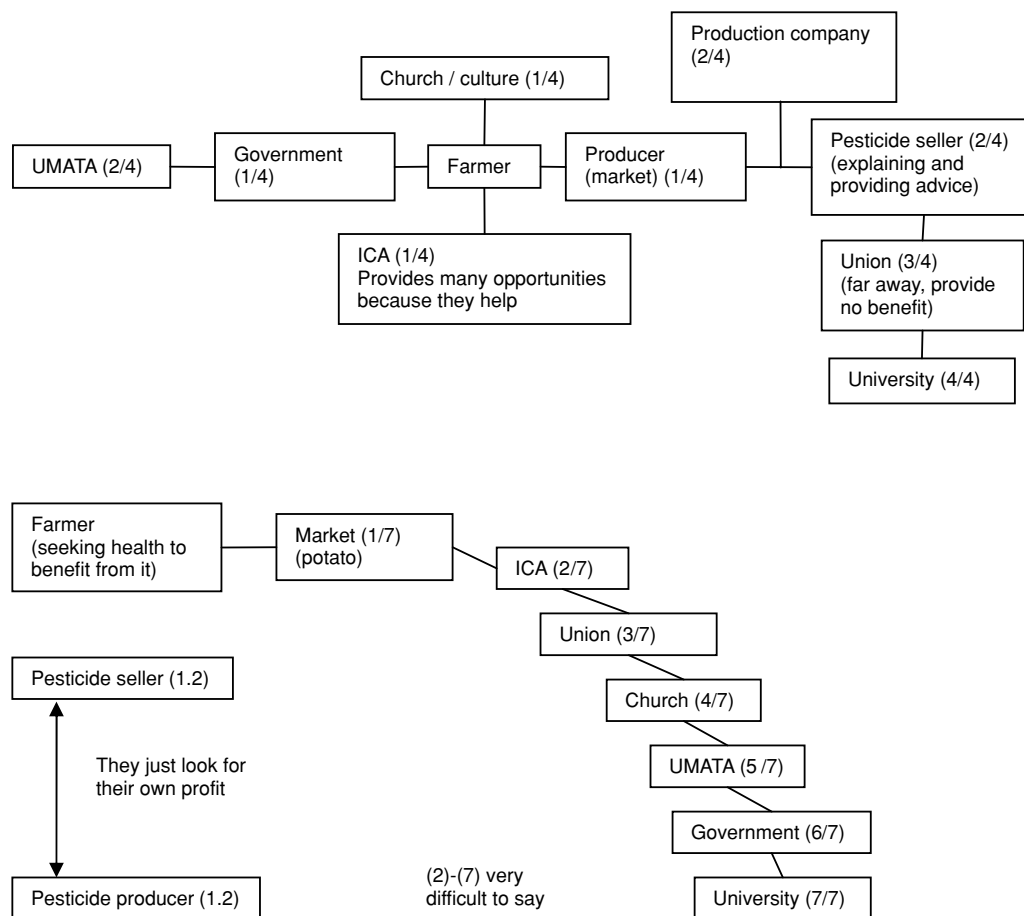 Production company
(2/4)
Church / culture (1/4)
UMATA (2/4)
Government
(1/4)
Farmer
Producer
(market) (1/4)
Pesticide seller (2/4)
(explaining and
providing advice)
ICA (1/4)
Provides many opportunities
because they help
Union (3/4)
(far away, provide
no benefit)
University (4/4)
Farmer
(seeking health to
benefit from it)
Market (1/7)
(potato)
ICA (2/7)
Union (3/7)
Pesticide seller (1.2)
Church (4/7)
They just look for
their own profit
UMATA (5 /7)
Government (6/7)
Pesticide producer (1.2)
(2)-(7) very
difficult to say
University (7/7)